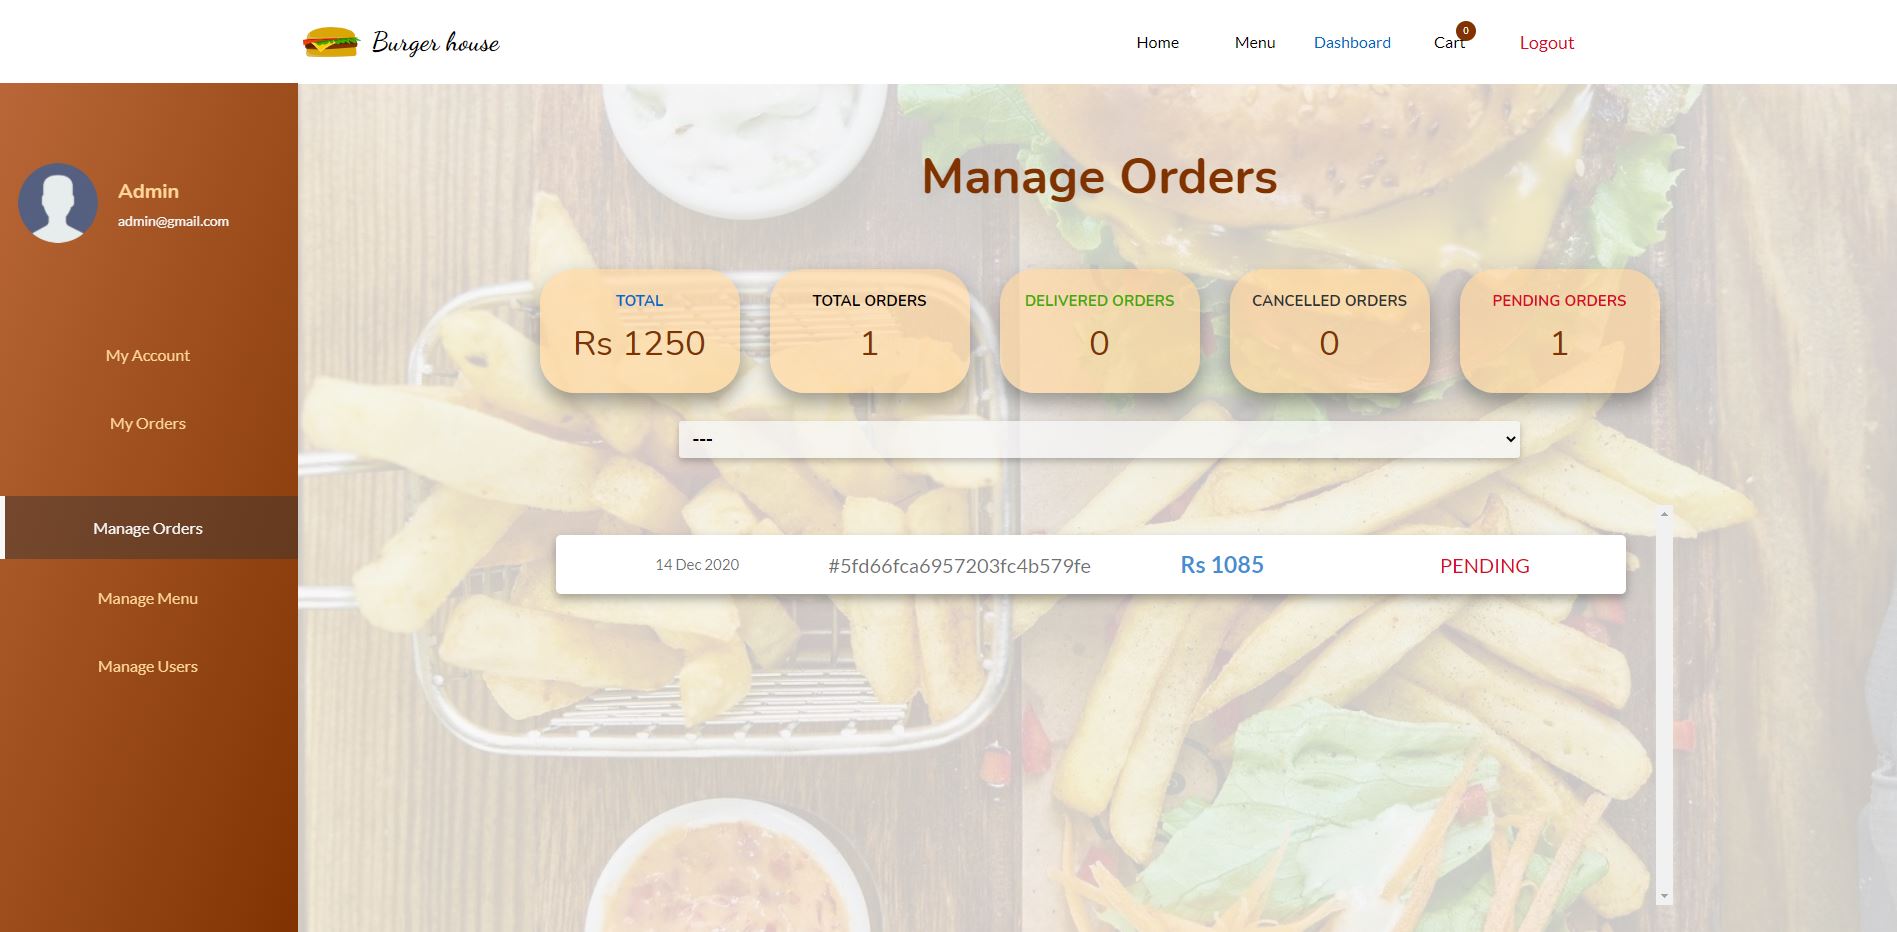 Burger house
Home Menu Dashboard Cart 0 Logout
Admin
admin@gmail.com
My Account
My Orders
Manage Orders
Manage Menu
Manage Users
Manage Orders
TOTAL
Rs 1250
TOTAL ORDERS
1
DELIVERED ORDERS
0
CANCELLED ORDERS
0
PENDING ORDERS
1
---
14 Dec 2020 #5fd66fca6957203fc4b579fe Rs 1085 PENDING